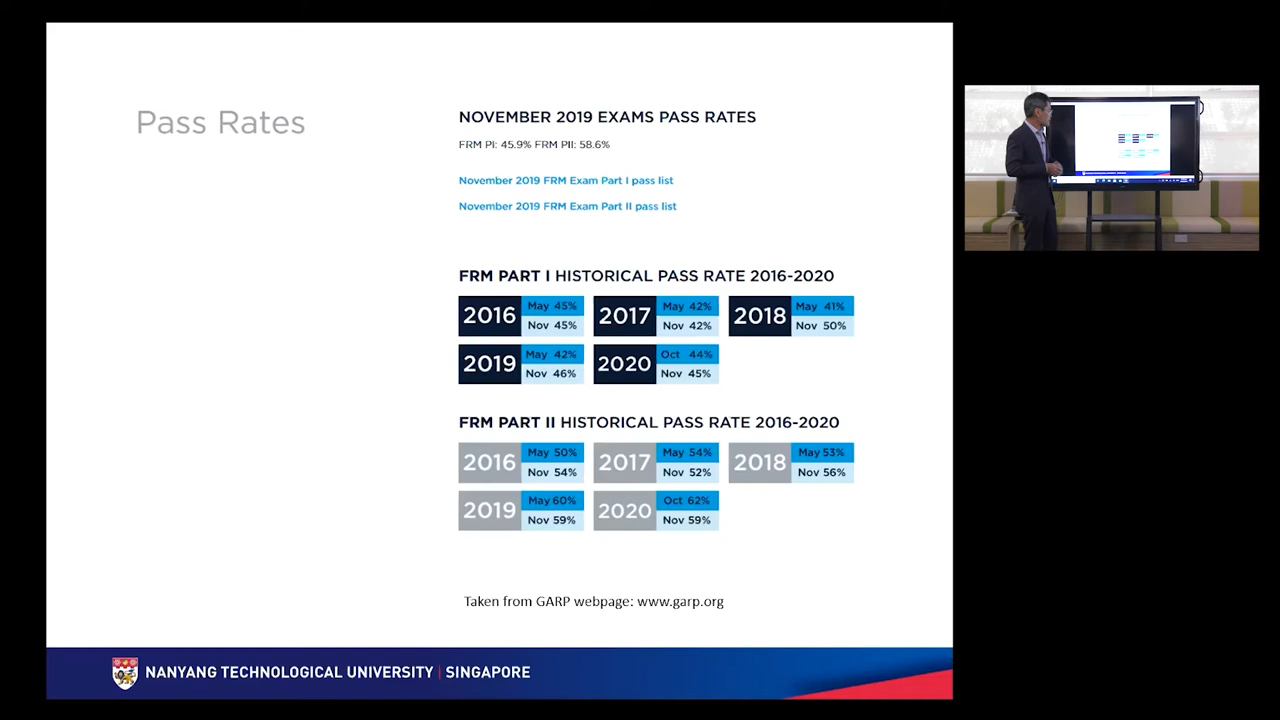 Pass Rates
NOVEMBER 2019 EXAMS PASS RATES
FRM PI: 45.9% FRM PII: 58.6%
November 2019 FRM Exam Part I pass list
November 2019 FRM Exam Part II pass list
FRM PART I HISTORICAL PASS RATE 2016-2020
2016 May 45% Nov 45%
2017 May 42% Nov 42%
2018 May 41% Nov 50%
2019 May 42% Nov 46%
2020 Oct 44% Nov 45%
FRM PART II HISTORICAL PASS RATE 2016-2020
2016 May 50% Nov 54%
2017 May 54% Nov 52%
2018 May 53% Nov 56%
2019 May 60% Nov 59%
2020 Oct 62% Nov 59%
Taken from GARP webpage: www.garp.org
NANYANG TECHNOLOGICAL UNIVERSITY | SINGAPORE